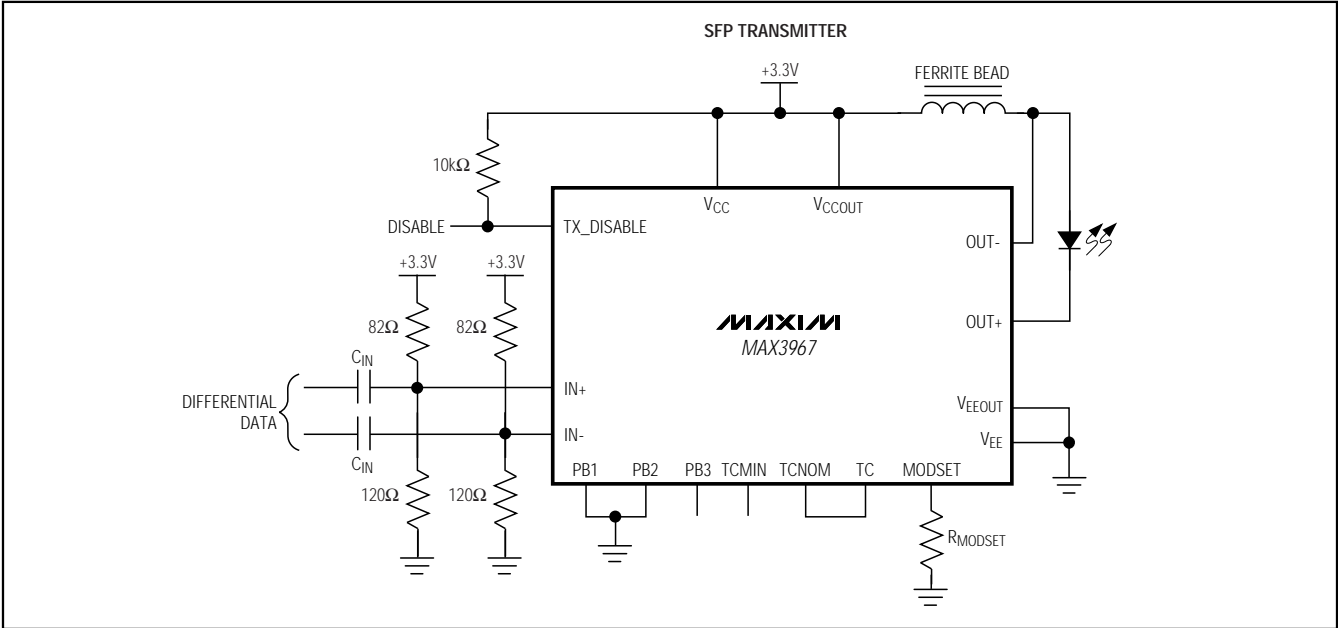 SFP TRANSMITTER
+3.3V
FERRITE BEAD
10kΩ
VCC
VCCOUT
DISABLE
TX_DISABLE
OUT-
+3.3V
+3.3V
82Ω
82Ω
MAXIM
OUT+
MAX3967
CIN
IN+
DIFFERENTIAL
DATA
VEEOUT
IN-
VEE
CIN
PB1
PB2
PB3
TCMIN
TCNOM
TC
MODSET
120Ω
120Ω
RMODSET